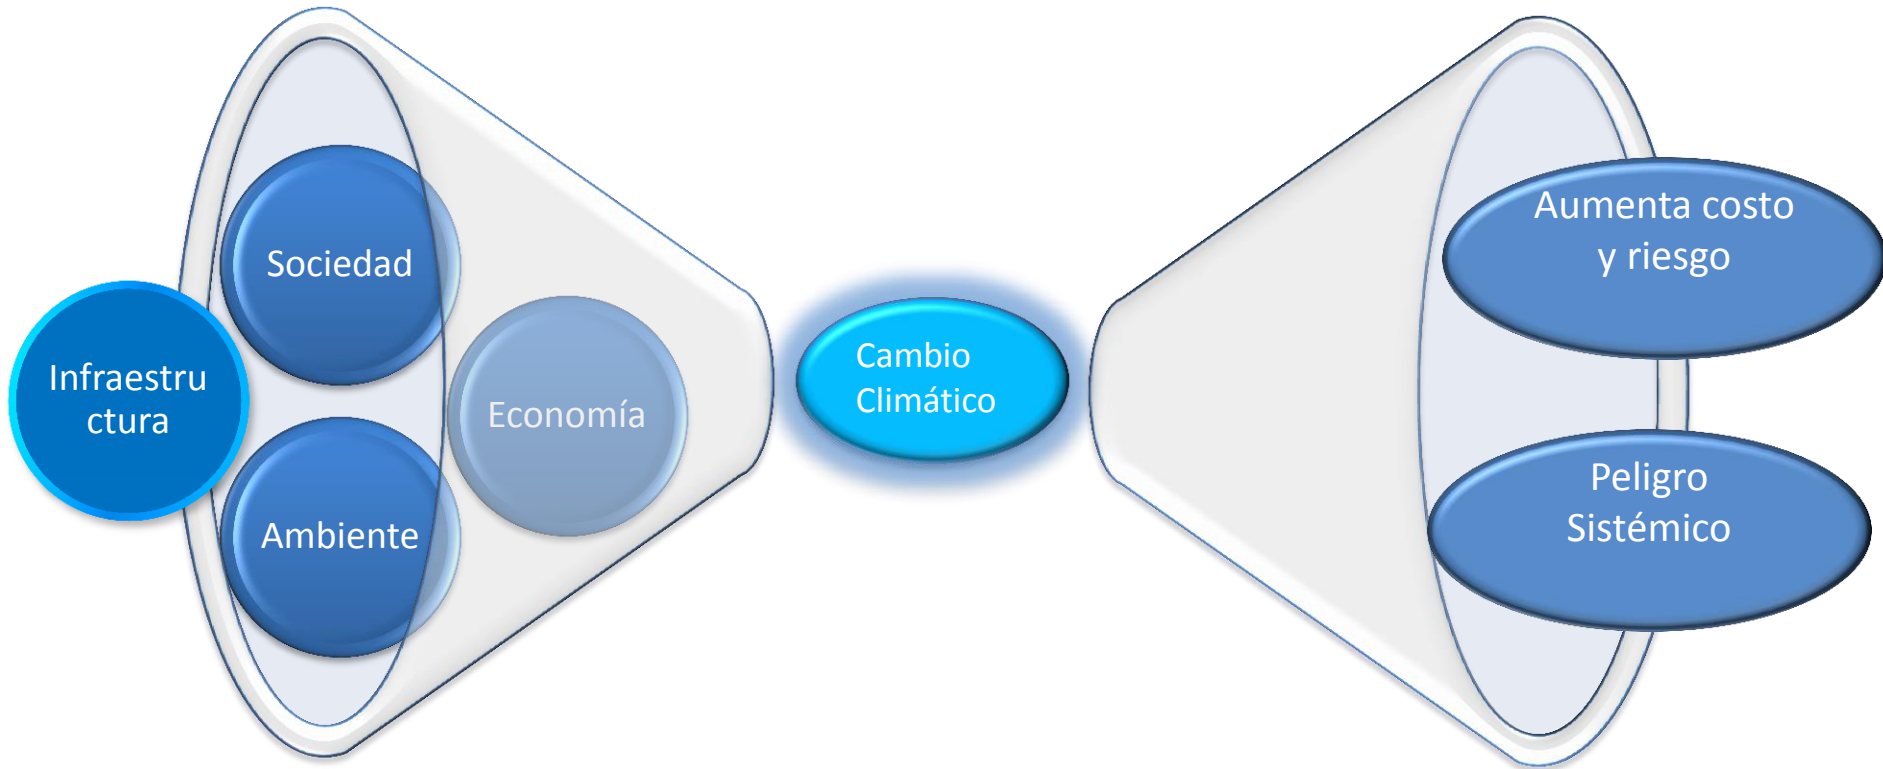 Infraestru
ctura
Sociedad
Ambiente
Economía
Cambio
Climático
Aumenta costo
y riesgo
Peligro
Sistémico